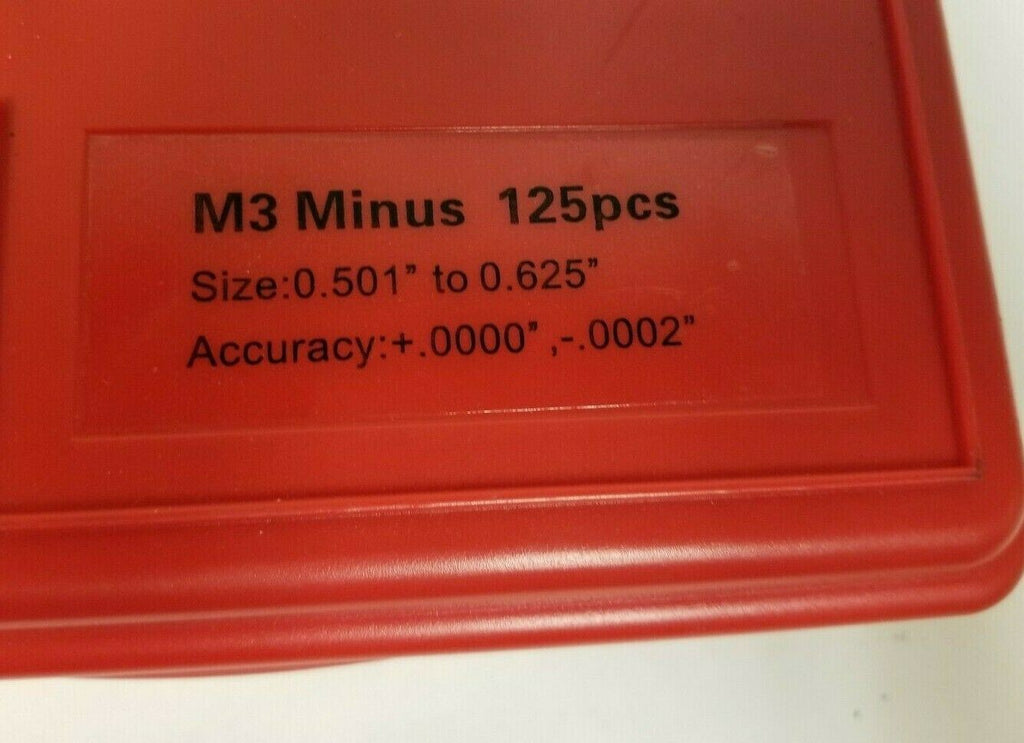 M3 Minus 125pcs
Size:0.501” to 0.625”
Accuracy:+.0000” ,-.0002”